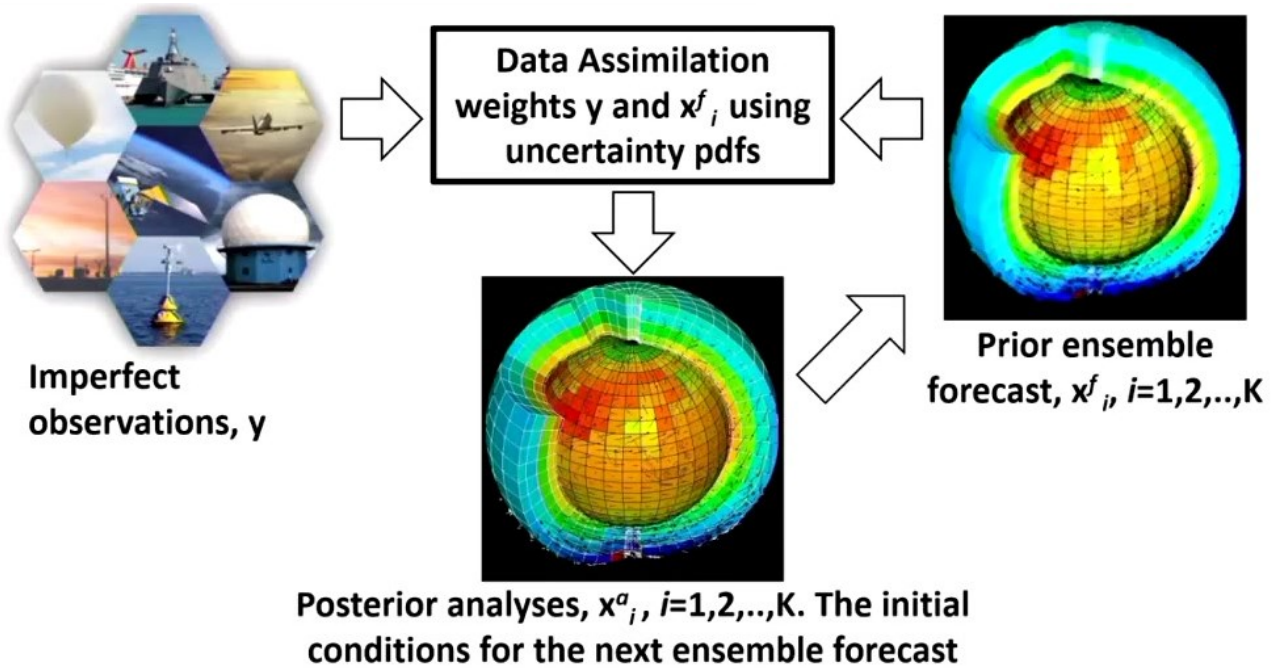 Data Assimilation
weights y and xᶠᵢ using
uncertainty pdfs
Imperfect
observations, y
Prior ensemble
forecast, xᶠᵢ, i=1,2,..,K
Posterior analyses, xᵃᵢ, i=1,2,..,K. The initial
conditions for the next ensemble forecast